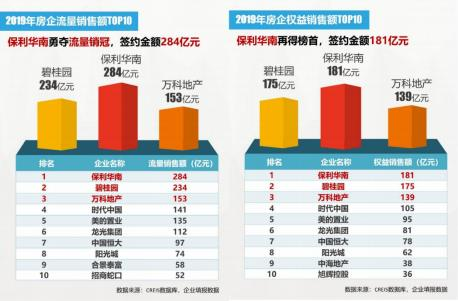 2019年房企流量销售额TOP10
保利华南勇夺流量销冠，签约金额284亿元
碧桂园
234亿元
保利华南
284亿元
万科地产
153亿元
排名 企业名称 流量销售额（亿元）
1 保利华南 284
2 碧桂园 234
3 万科地产 153
4 时代中国 141
5 美的置业 135
6 龙光集团 112
7 中国恒大 97
8 阳光城 74
9 合景泰富 58
10 招商蛇口 52
数据来源：CREIS数据库，企业填报数据
2019年房企权益销售额TOP10
保利华南再得榜首，签约金额181亿元
碧桂园
175亿元
保利华南
181亿元
万科地产
139亿元
排名 企业名称 权益销售额（亿元）
1 保利华南 181
2 碧桂园 175
3 万科地产 139
4 时代中国 105
5 美的置业 95
6 龙光集团 81
7 中国恒大 78
8 阳光城 62
9 中海地产 38
10 旭辉控股 36
数据来源：CREIS数据库、企业填报数据